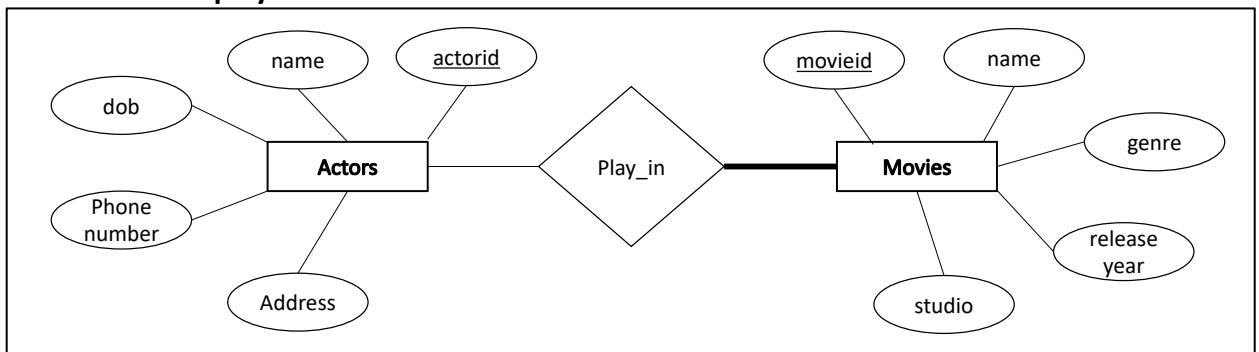 name
actorid
movieid
name
dob
genre
Actors
Play_in
Movies
Phone
number
release
year
Address
studio